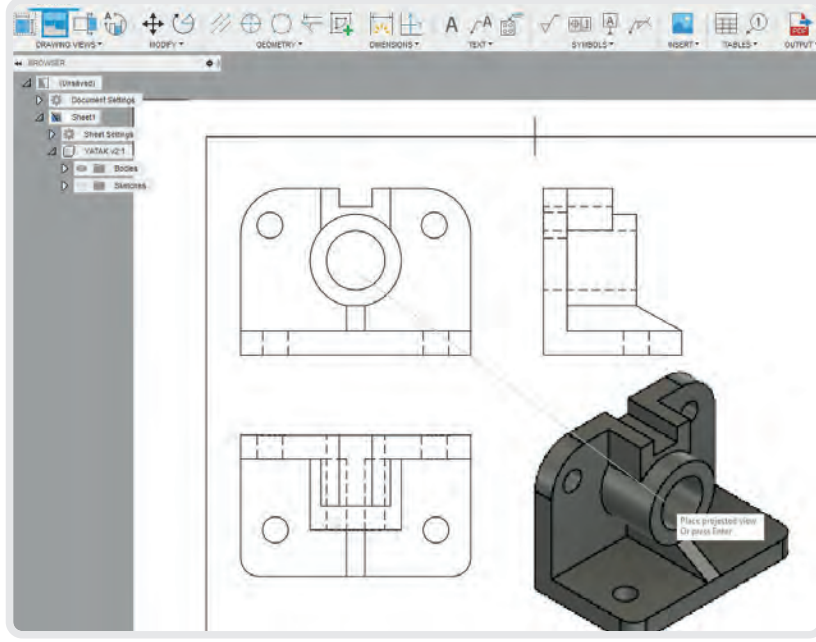 DRAWING VIEWS▾ MODIFY▾ GEOMETRY▾ DIMENSIONS▾ TEXT▾ SYMBOLS▾ INSERT▾ TABLES▾ OUTPUT▾
BROWSER
(Unsaved)
Document Settings
Sheet1
Sheet Settings
YATAK v2:1
Bodies
Sketches
Place projected view
Or press Enter